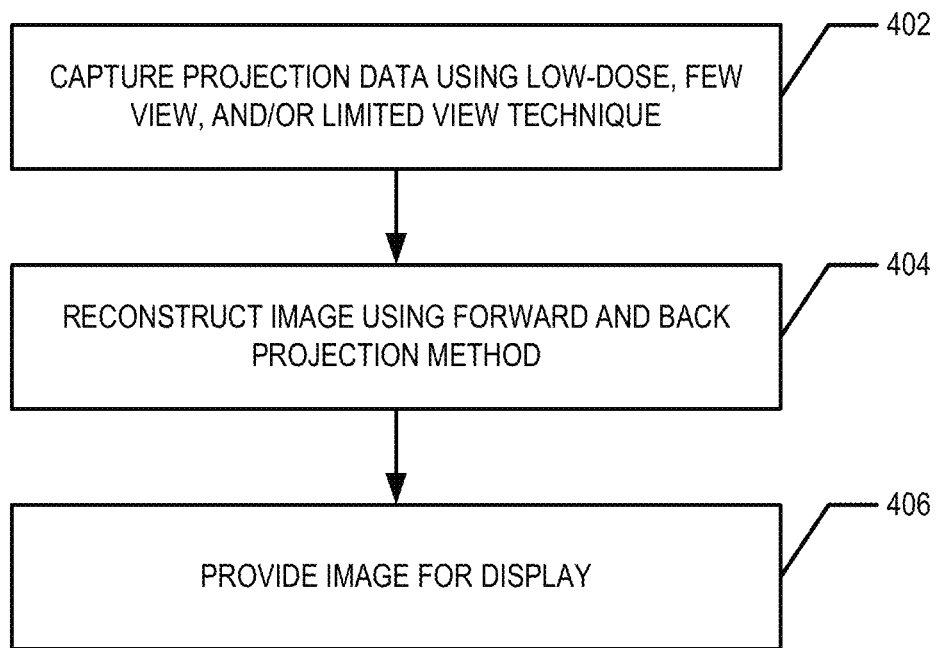 402
CAPTURE PROJECTION DATA USING LOW-DOSE, FEW
VIEW, AND/OR LIMITED VIEW TECHNIQUE
404
RECONSTRUCT IMAGE USING FORWARD AND BACK
PROJECTION METHOD
406
PROVIDE IMAGE FOR DISPLAY